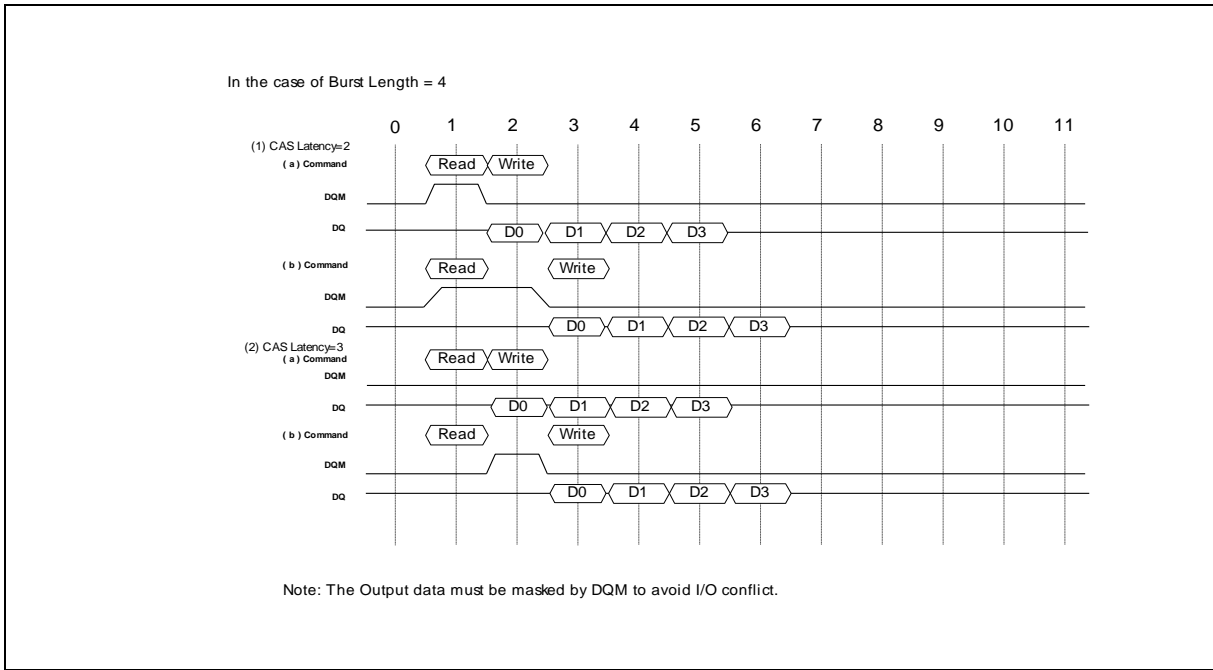 In the case of Burst Length = 4
0 1 2 3 4 5 6 7 8 9 10 11
(1) CAS Latency=2
( a ) Command Read Write
DQM
DQ D0 D1 D2 D3
( b ) Command Read Write
DQM
DQ D0 D1 D2 D3
(2) CAS Latency=3
( a ) Command Read Write
DQM
DQ D0 D1 D2 D3
( b ) Command Read Write
DQM
DQ D0 D1 D2 D3
Note: The Output data must be masked by DQM to avoid I/O conflict.